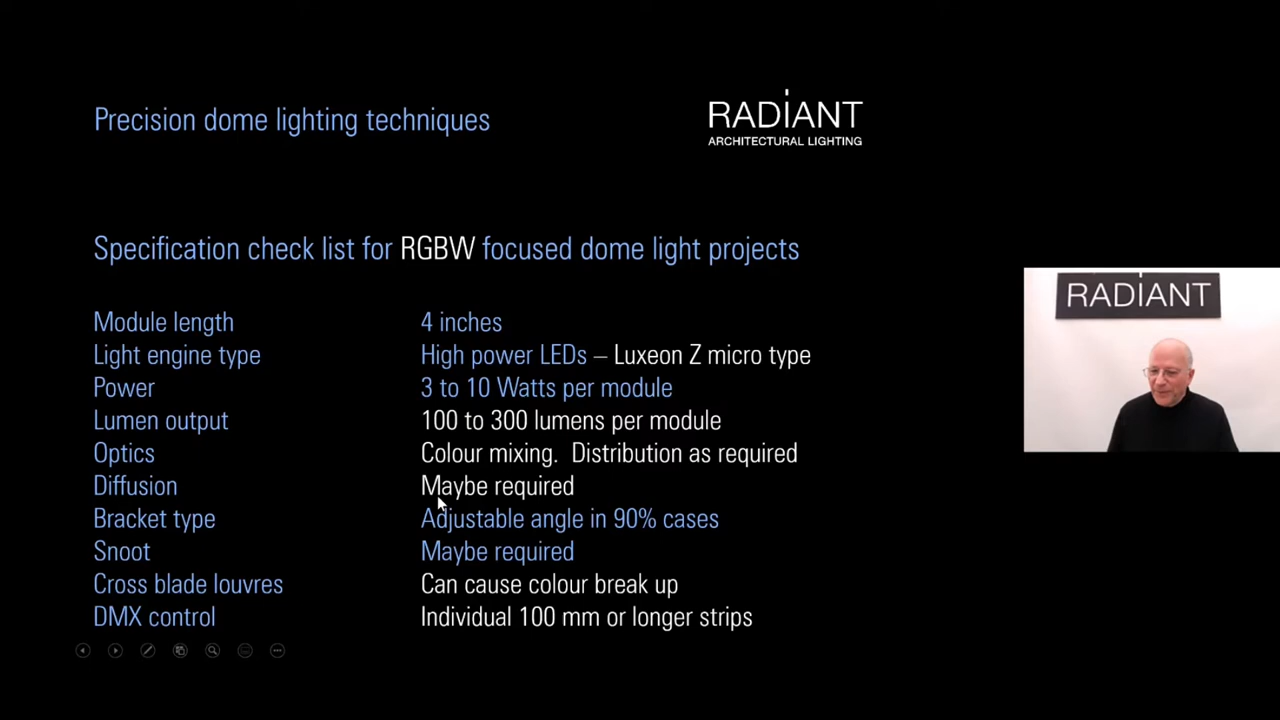 Precision dome lighting techniques
RADiANT
ARCHITECTURAL LIGHTING
Specification check list for RGBW focused dome light projects
Module length 4 inches
Light engine type High power LEDs – Luxeon Z micro type
Power 3 to 10 Watts per module
Lumen output 100 to 300 lumens per module
Optics Colour mixing. Distribution as required
Diffusion Maybe required
Bracket type Adjustable angle in 90% cases
Snoot Maybe required
Cross blade louvres Can cause colour break up
DMX control Individual 100 mm or longer strips
RADiANT